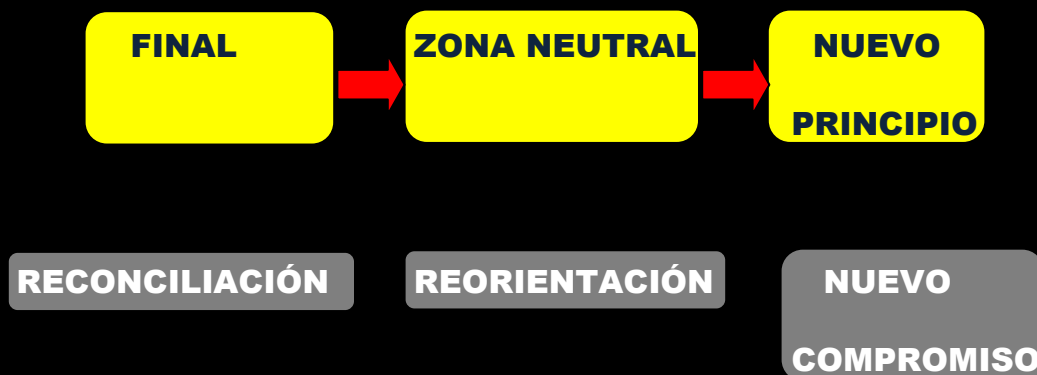 FINAL
ZONA NEUTRAL
NUEVO
PRINCIPIO
RECONCILIACIÓN
REORIENTACIÓN
NUEVO
COMPROMISO